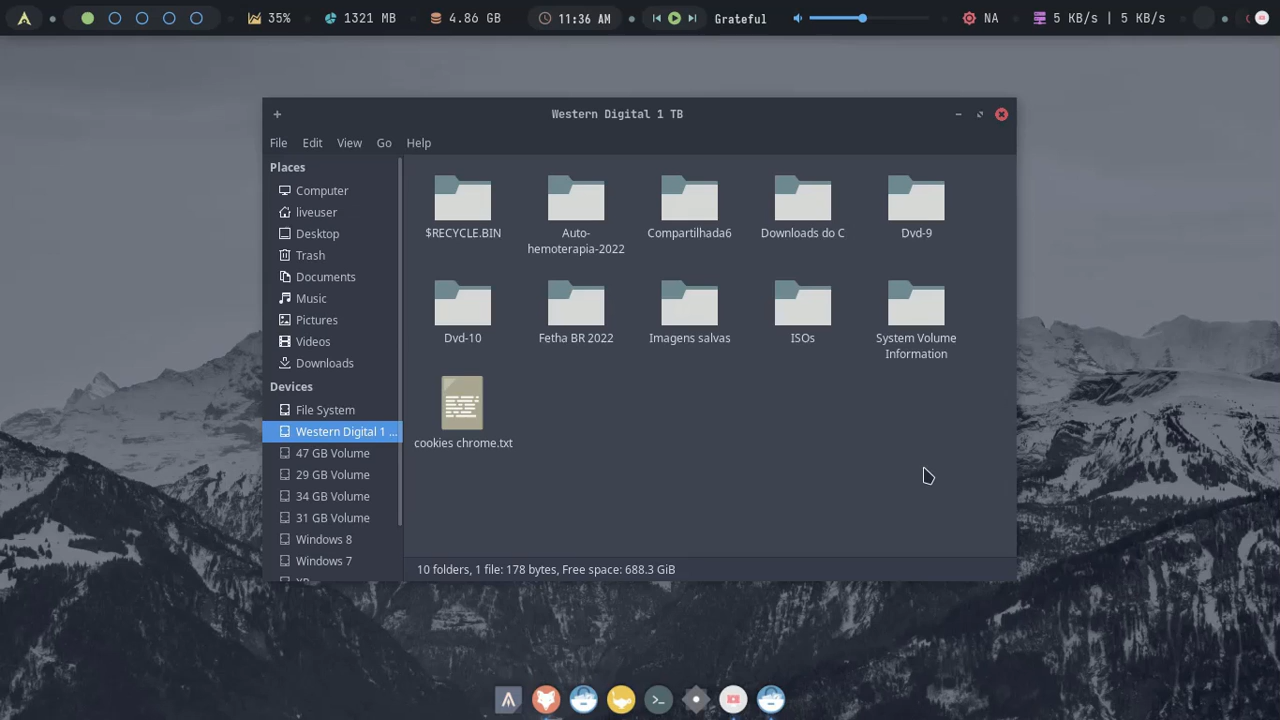 35% 1321 MB 4.86 GB 11:36 AM Grateful NA 5 KB/s | 5 KB/s
Western Digital 1 TB
File Edit View Go Help
Places
Computer
liveuser
Desktop
Trash
Documents
Music
Pictures
Videos
Downloads
Devices
File System
Western Digital 1 ...
47 GB Volume
29 GB Volume
34 GB Volume
31 GB Volume
Windows 8
Windows 7
$RECYCLE.BIN
Auto-
hemoterapia-2022
Compartilhada6
Downloads do C
Dvd-9
Dvd-10
Fetha BR 2022
Imagens salvas
ISOs
System Volume
Information
cookies chrome.txt
10 folders, 1 file: 178 bytes, Free space: 688.3 GiB